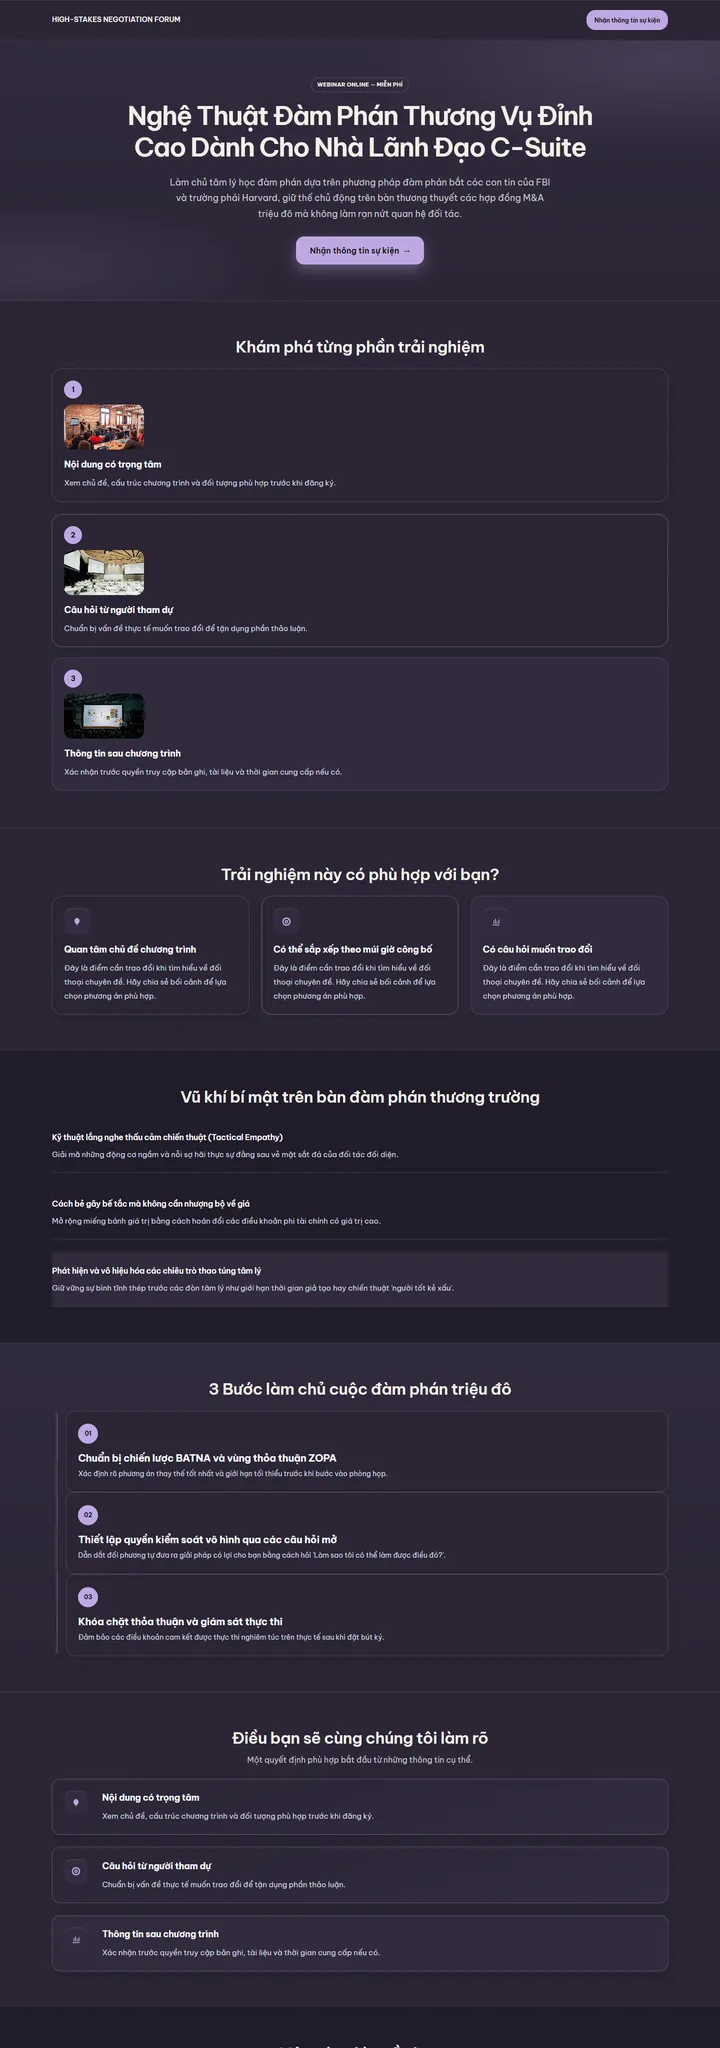 HIGH-STAKES NEGOTIATION FORUM
Nhận thông tin sự kiện
WEBINAR ONLINE — MIỄN PHÍ
Nghệ Thuật Đàm Phán Thương Vụ Đỉnh
Cao Dành Cho Nhà Lãnh Đạo C-Suite
Làm chủ tâm lý học đàm phán dựa trên phương pháp đàm phán bắt cóc con tin của FBI
và trường phái Harvard, giữ thế chủ động trên bàn thương thuyết các hợp đồng M&A
triệu đô mà không làm rạn nứt quan hệ đối tác.
Nhận thông tin sự kiện →
Khám phá từng phần trải nghiệm
1
Nội dung có trọng tâm
Xem chủ đề, cấu trúc chương trình và đối tượng phù hợp trước khi đăng ký.
2
Câu hỏi từ người tham dự
Chuẩn bị vấn đề thực tế muốn trao đổi để tận dụng phần thảo luận.
3
Thông tin sau chương trình
Xác nhận trước quyền truy cập bản ghi, tài liệu và thời gian cung cấp nếu có.
Trải nghiệm này có phù hợp với bạn?
Quan tâm chủ đề chương trình
Đây là điểm cần trao đổi khi tìm hiểu về đối
thoại chuyên đề. Hãy chia sẻ bối cảnh để lựa
chọn phương án phù hợp.
Có thể sắp xếp theo múi giờ công bố
Đây là điểm cần trao đổi khi tìm hiểu về đối
thoại chuyên đề. Hãy chia sẻ bối cảnh để lựa
chọn phương án phù hợp.
Có câu hỏi muốn trao đổi
Đây là điểm cần trao đổi khi tìm hiểu về đối
thoại chuyên đề. Hãy chia sẻ bối cảnh để lựa
chọn phương án phù hợp.
Vũ khí bí mật trên bàn đàm phán thương trường
Kỹ thuật lắng nghe thấu cảm chiến thuật (Tactical Empathy)
Giải mã những động cơ ngầm và nỗi sợ hãi thực sự đằng sau vẻ mặt sắt đá của đối tác đối diện.
Cách bẻ gãy bế tắc mà không cần nhượng bộ về giá
Mở rộng miếng bánh giá trị bằng cách hoán đổi các điều khoản phi tài chính có giá trị cao.
Phát hiện và vô hiệu hóa các chiêu trò thao túng tâm lý
Giữ vững sự bình tĩnh thép trước các đòn tâm lý như giới hạn thời gian giả tạo hay chiến thuật 'người tốt kẻ xấu'.
3 Bước làm chủ cuộc đàm phán triệu đô
01
Chuẩn bị chiến lược BATNA và vùng thỏa thuận ZOPA
Xác định rõ phương án thay thế tốt nhất và giới hạn tối thiểu trước khi bước vào phòng họp.
02
Thiết lập quyền kiểm soát vô hình qua các câu hỏi mở
Dẫn dắt đối phương tự đưa ra giải pháp có lợi cho bạn bằng cách hỏi 'Làm sao tôi có thể làm được điều đó?'.
03
Khóa chặt thỏa thuận và giám sát thực thi
Đảm bảo các điều khoản cam kết được thực thi nghiêm túc trên thực tế sau khi đặt bút ký.
Điều bạn sẽ cùng chúng tôi làm rõ
Một quyết định phù hợp bắt đầu từ những thông tin cụ thể.
Nội dung có trọng tâm
Xem chủ đề, cấu trúc chương trình và đối tượng phù hợp trước khi đăng ký.
Câu hỏi từ người tham dự
Chuẩn bị vấn đề thực tế muốn trao đổi để tận dụng phần thảo luận.
Thông tin sau chương trình
Xác nhận trước quyền truy cập bản ghi, tài liệu và thời gian cung cấp nếu có.